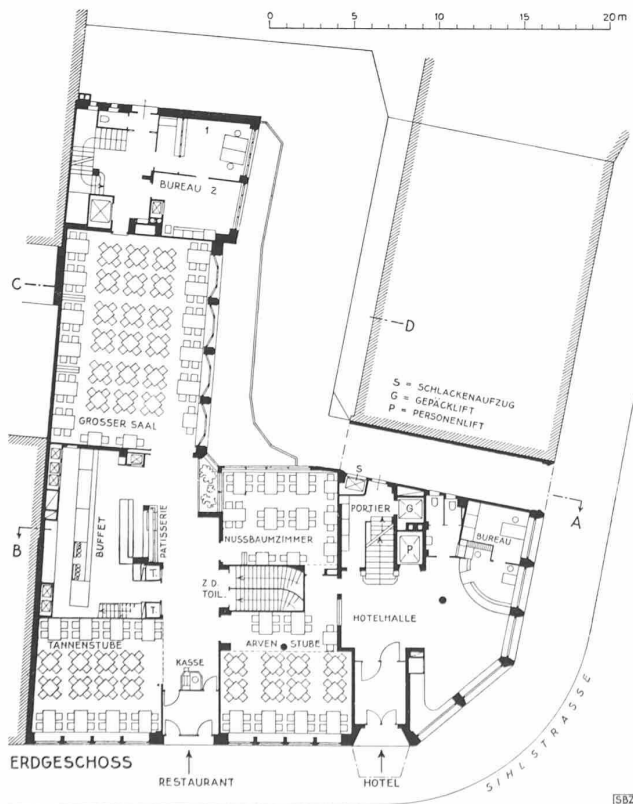 0 5 10 15 20 m
1
BUREAU 2
C
D
S = SCHLACKENAUFZUG
G = GEPÄCKLIFT
P = PERSONENLIFT
GROSSER SAAL
S
PORTIER
G
A
B
BUFFET
PATISSERIE
NUSSBAUMZIMMER
P
BUREAU
T
T
Z.D.
TOIL.
HOTELHALLE
TANNENSTUBE
ARVEN STUBE
KASSE
SIHLSTRASSE
ERDGESCHOSS
RESTAURANT
HOTEL
SBZ